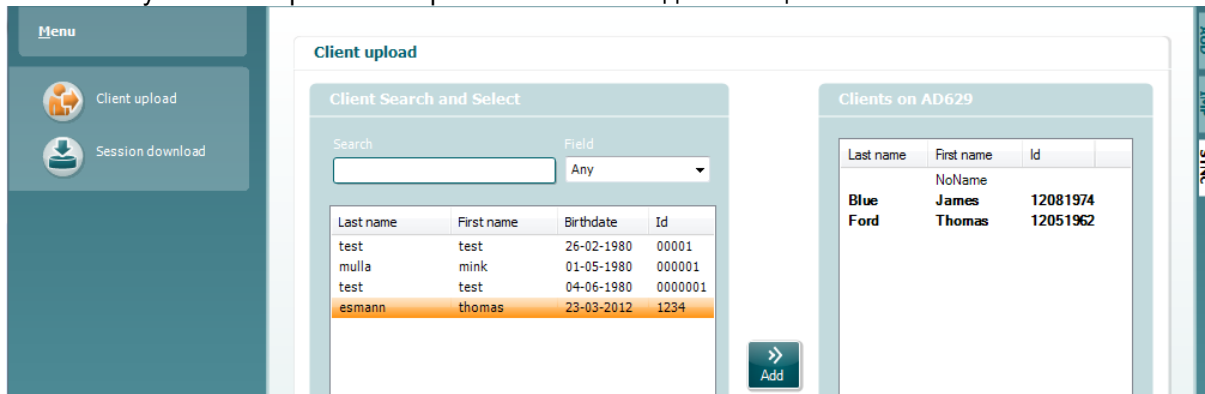 Menu
Client upload
Session download
Client upload
Client Search and Select
Search Field
Any
Last name First name Birthdate Id
test test 26-02-1980 00001
mulla mink 01-05-1980 000001
test test 04-06-1980 0000001
esmann thomas 23-03-2012 1234
Add
Clients on AD629
Last name First name Id
NoName
Blue James 12081974
Ford Thomas 12051962